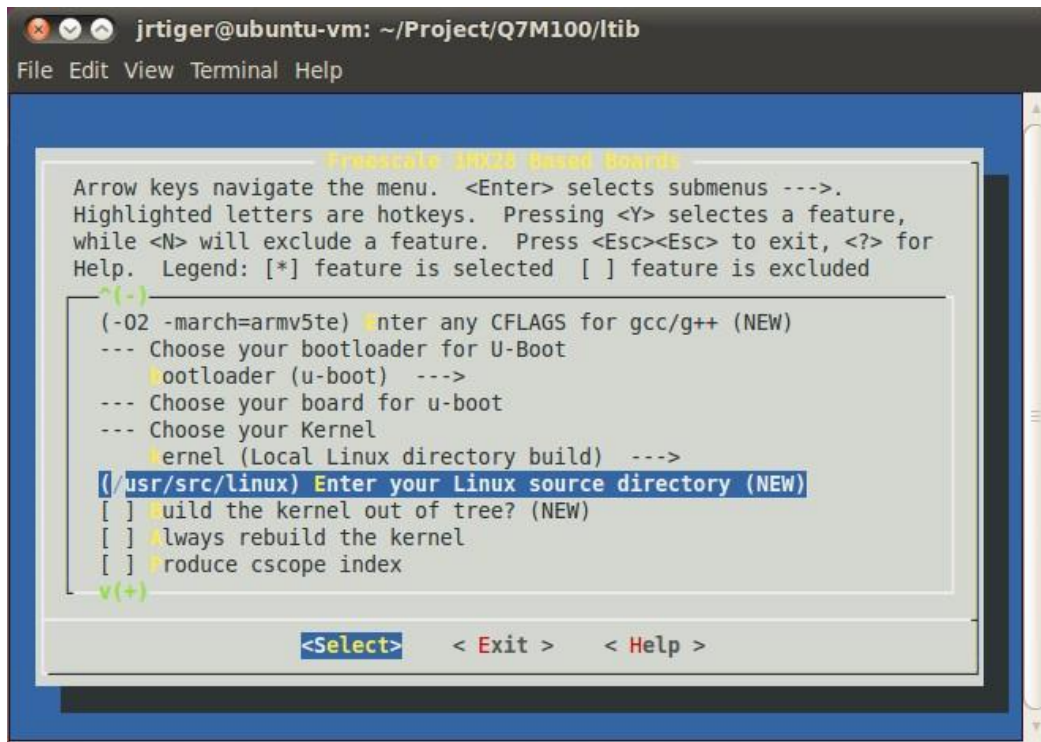 jrtiger@ubuntu-vm: ~/Project/Q7M100/ltib
File Edit View Terminal Help
Freescale iMX28 Based Boards
Arrow keys navigate the menu. <Enter> selects submenus --->.
Highlighted letters are hotkeys. Pressing <Y> selectes a feature,
while <N> will exclude a feature. Press <Esc><Esc> to exit, <?> for
Help. Legend: [*] feature is selected [ ] feature is excluded
^(-)
(-O2 -march=armv5te) Enter any CFLAGS for gcc/g++ (NEW)
--- Choose your bootloader for U-Boot
bootloader (u-boot) --->
--- Choose your board for u-boot
--- Choose your Kernel
kernel (Local Linux directory build) --->
(/usr/src/linux) Enter your Linux source directory (NEW)
[ ] Build the kernel out of tree? (NEW)
[ ] Always rebuild the kernel
[ ] Produce cscope index
v(+)
<Select> < Exit > < Help >